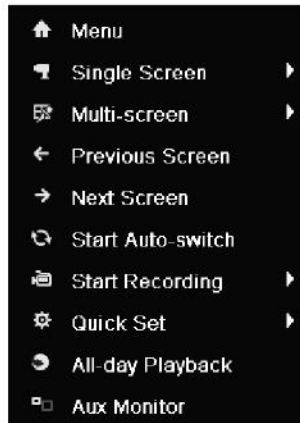 Menu
Single Screen
Multi-screen
Previous Screen
Next Screen
Start Auto-switch
Start Recording
Quick Set
All-day Playback
Aux Monitor